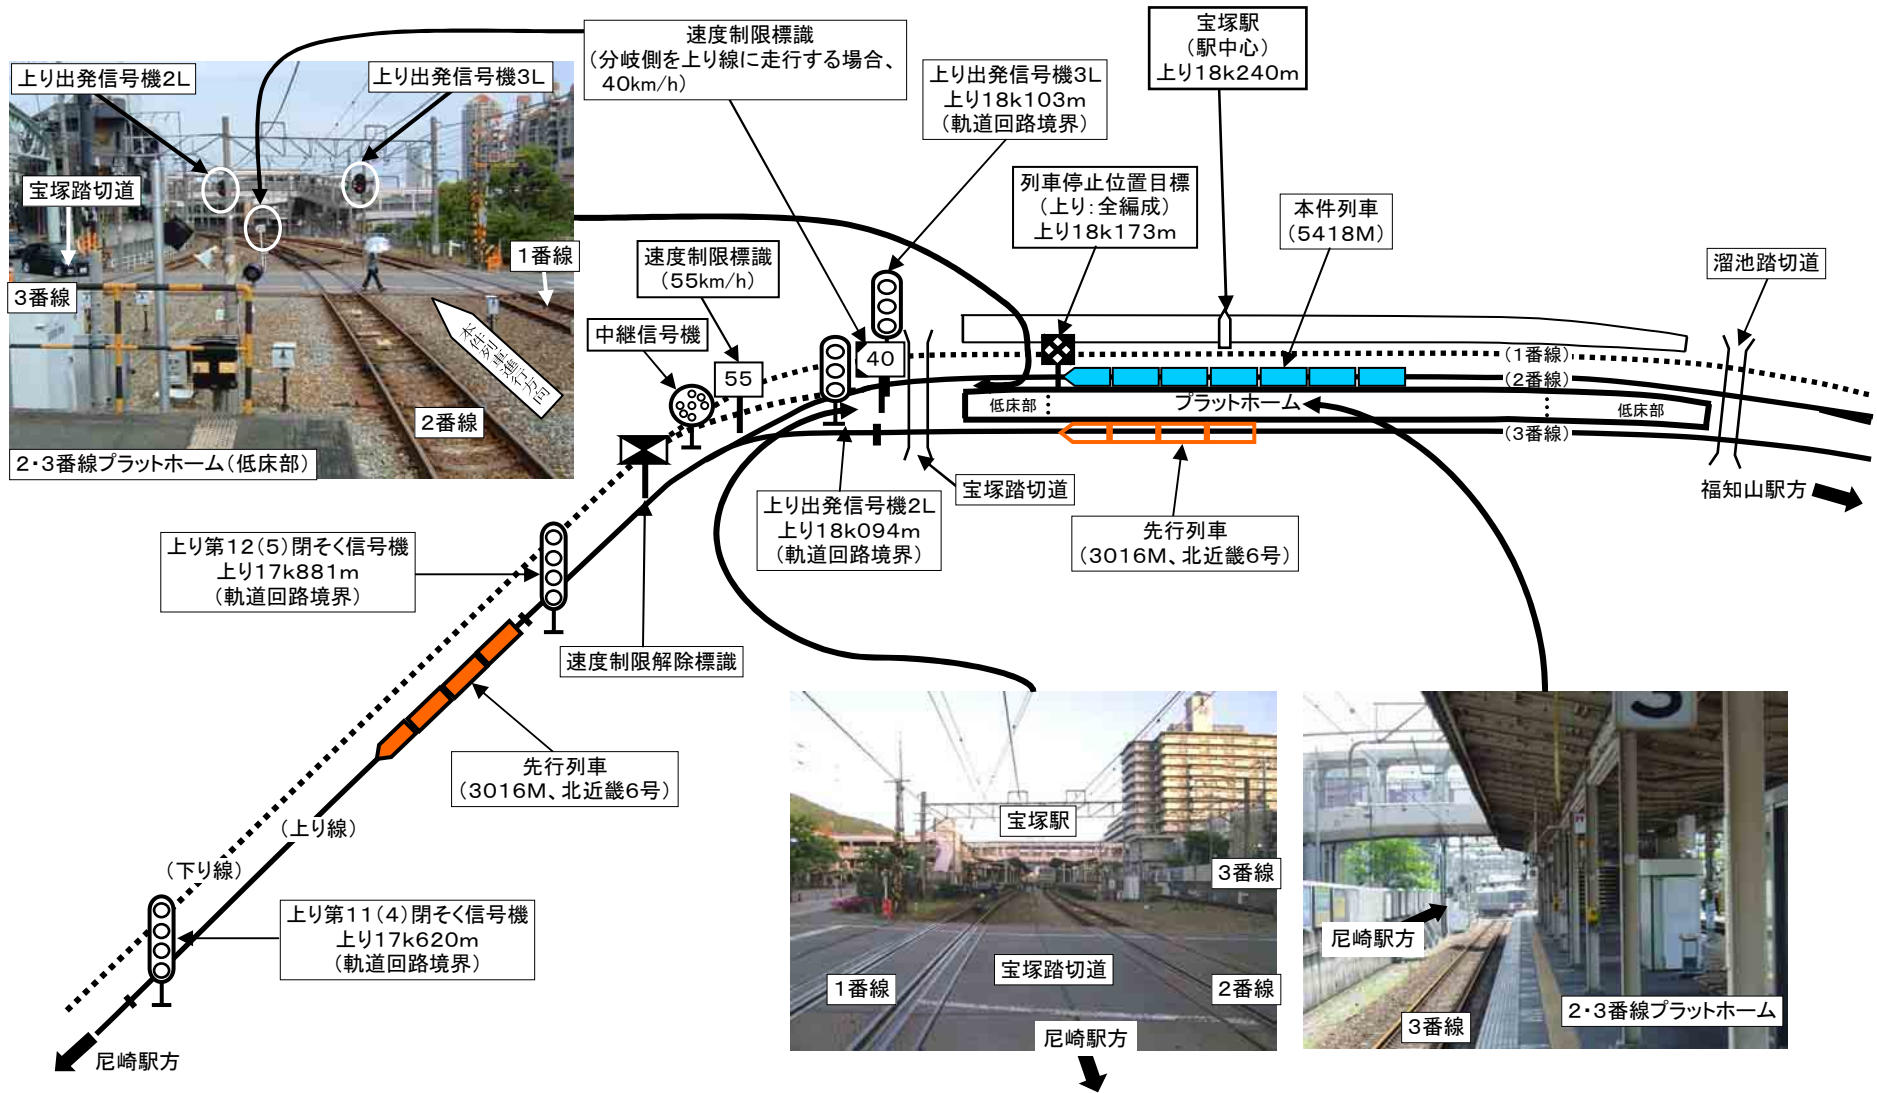 速度制限標識
(分岐側を上り線に走行する場合、
40km/h)
宝塚駅
(駅中心)
上り18k240m
上り出発信号機2L
上り出発信号機3L
宝塚踏切道
1番線
3番線
本件列車進行方向
2番線
2・3番線プラットホーム(低床部)
上り出発信号機3L
上り18k103m
(軌道回路境界)
列車停止位置目標
(上り:全編成)
上り18k173m
本件列車
(5418M)
溜池踏切道
速度制限標識
(55km/h)
中継信号機
55
40
(1番線)
(2番線)
低床部
プラットホーム
低床部
(3番線)
宝塚踏切道
福知山駅方
上り出発信号機2L
上り18k094m
(軌道回路境界)
先行列車
(3016M、北近畿6号)
上り第12(5)閉そく信号機
上り17k881m
(軌道回路境界)
速度制限解除標識
先行列車
(3016M、北近畿6号)
(上り線)
(下り線)
上り第11(4)閉そく信号機
上り17k620m
(軌道回路境界)
尼崎駅方
宝塚駅
3番線
宝塚踏切道
1番線
2番線
尼崎駅方
3
尼崎駅方
2・3番線プラットホーム
3番線